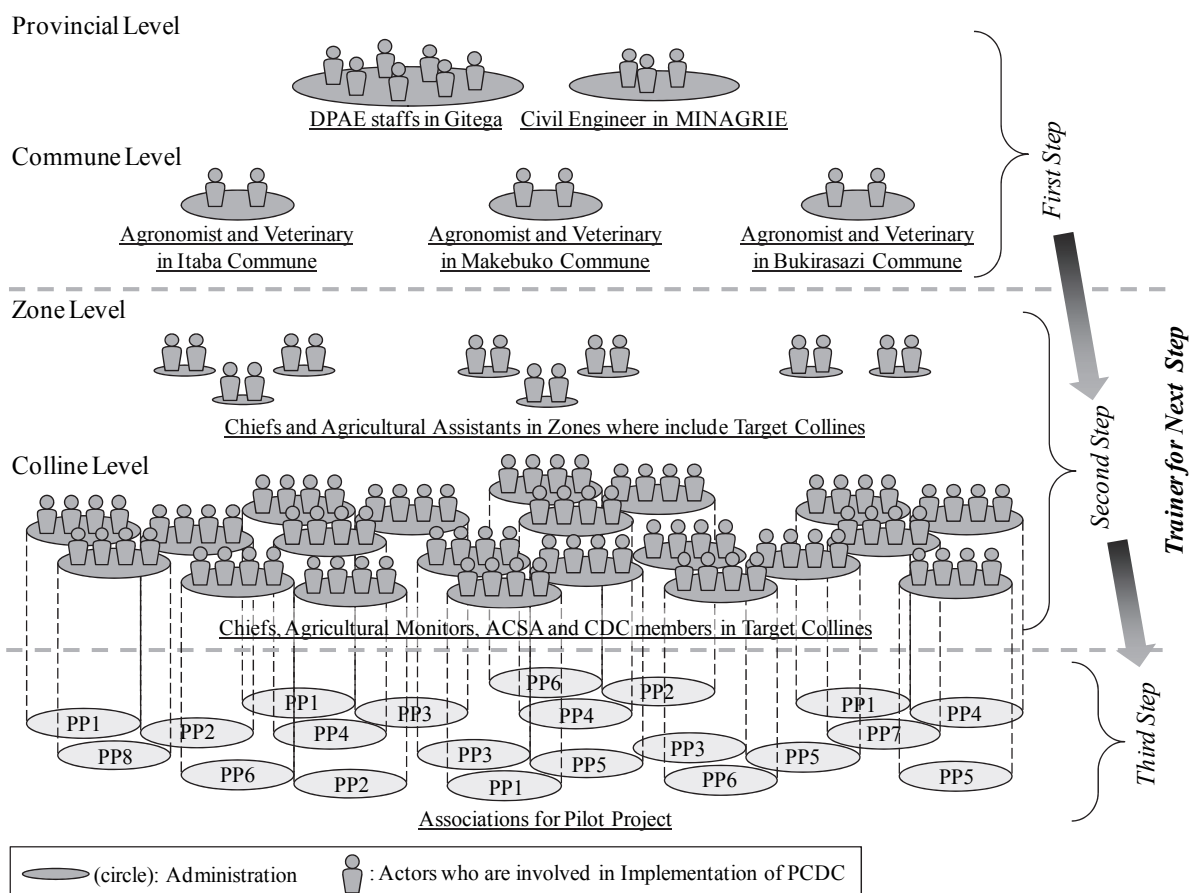 Provincial Level
DPAE staffs in Gitega
Civil Engineer in MINAGRIE
Commune Level
Agronomist and Veterinary
in Itaba Commune
Agronomist and Veterinary
in Makebuko Commune
Agronomist and Veterinary
in Bukirasazi Commune
First Step
Zone Level
Chiefs and Agricultural Assistants in Zones where include Target Collines
Colline Level
Chiefs, Agricultural Monitors, ACSA and CDC members in Target Collines
Second Step
Trainer for Next Step
PP6
PP2
PP1
PP1
PP3
PP4
PP4
PP1
PP2
PP4
PP7
PP8
PP3
PP3
PP5
PP5
PP6
PP2
PP1
PP6
PP5
Associations for Pilot Project
Third Step
(circle): Administration
: Actors who are involved in Implementation of PCDC